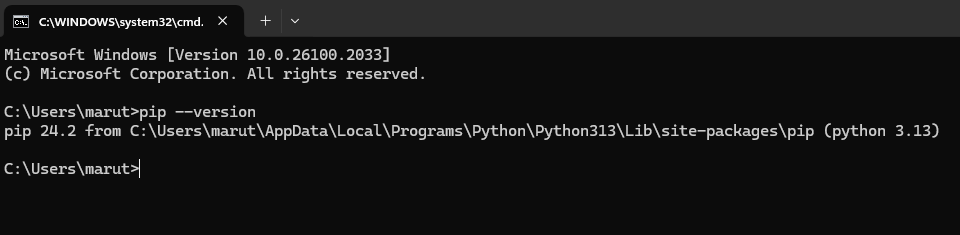 C:\WINDOWS\system32\cmd.
Microsoft Windows [Version 10.0.26100.2033]
(c) Microsoft Corporation. All rights reserved.
C:\Users\marut>pip --version
pip 24.2 from C:\Users\marut\AppData\Local\Programs\Python\Python313\Lib\site-packages\pip (python 3.13)
C:\Users\marut>